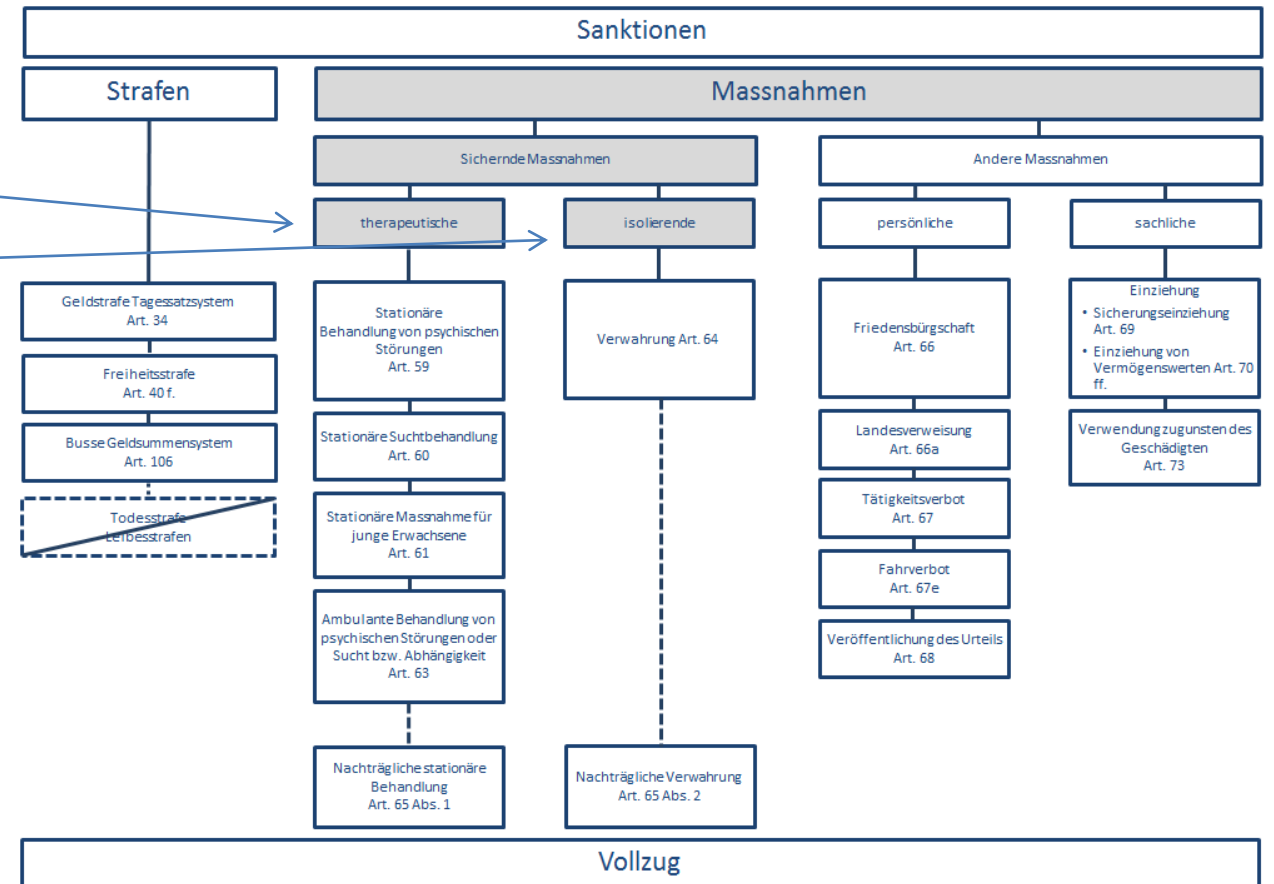 Sanktionen
Strafen
Massnahmen
Sichernde Massnahmen
Andere Massnahmen
therapeutische
isolierende
persönliche
sachliche
Geldstrafe Tagessatzsystem
Art. 34
Freiheitsstrafe
Art. 40 f.
Busse Geldsummensystem
Art. 106
Todesstrafe
Leibesstrafen
Stationäre
Behandlung von psychischen
Störungen
Art. 59
Stationäre Suchtbehandlung
Art. 60
Stationäre Massnahme für
junge Erwachsene
Art. 61
Ambulante Behandlung von
psychischen Störungen oder
Sucht bzw. Abhängigkeit
Art. 63
Nachträgliche stationäre
Behandlung
Art. 65 Abs. 1
Verwahrung Art. 64
Nachträgliche Verwahrung
Art. 65 Abs. 2
Friedensbürgschaft
Art. 66
Landesverweisung
Art. 66a
Tätigkeitsverbot
Art. 67
Fahrverbot
Art. 67e
Veröffentlichung des Urteils
Art. 68
Einziehung
• Sicherungseinziehung
Art. 69
• Einziehung von
Vermögenswerten Art. 70
ff.
Verwendung zugunsten des
Geschädigten
Art. 73
Vollzug